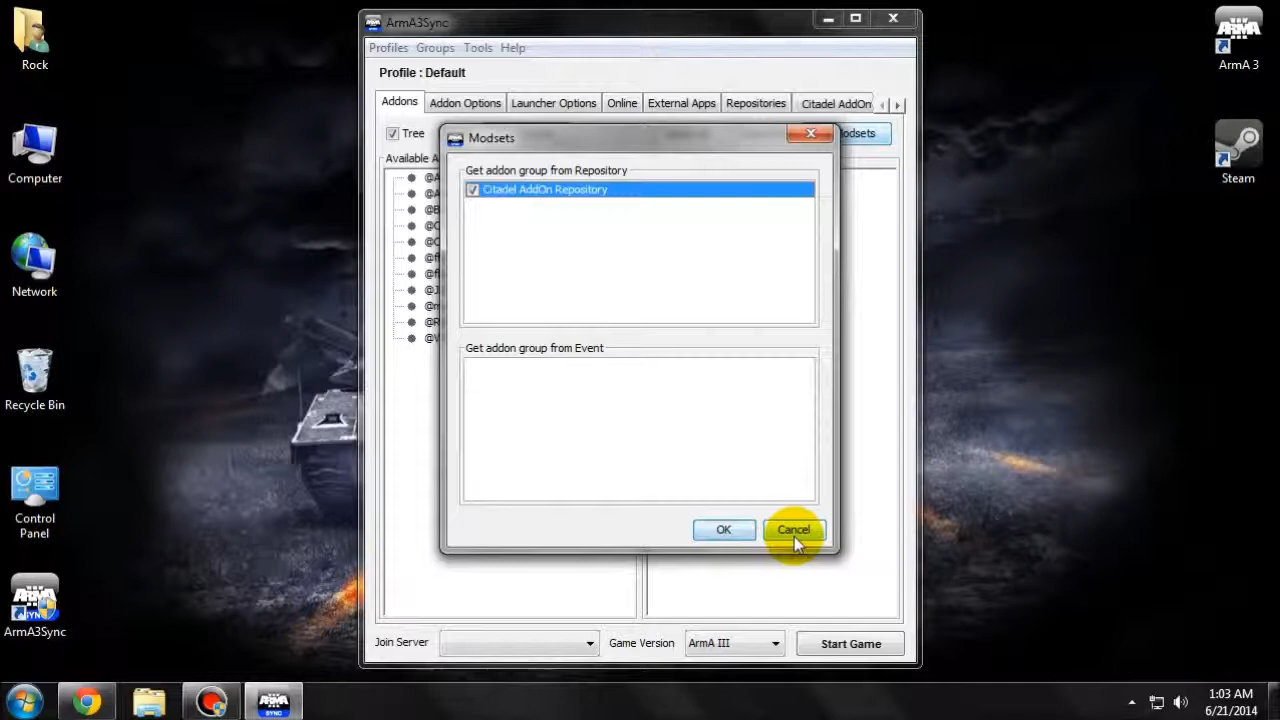 Rock
Computer
Network
Recycle Bin
Control
Panel
ArmA3Sync
ArmA 3
Steam
ArmA3Sync
Profiles Groups Tools Help
Profile : Default
Addons Addon Options Launcher Options Online External Apps Repositories Citadel AddOn
Tree
Available A
Modsets
Get addon group from Repository
Citadel AddOn Repository
Get addon group from Event
OK Cancel
Join Server Game Version ArmA III Start Game
1:03 AM
6/21/2014